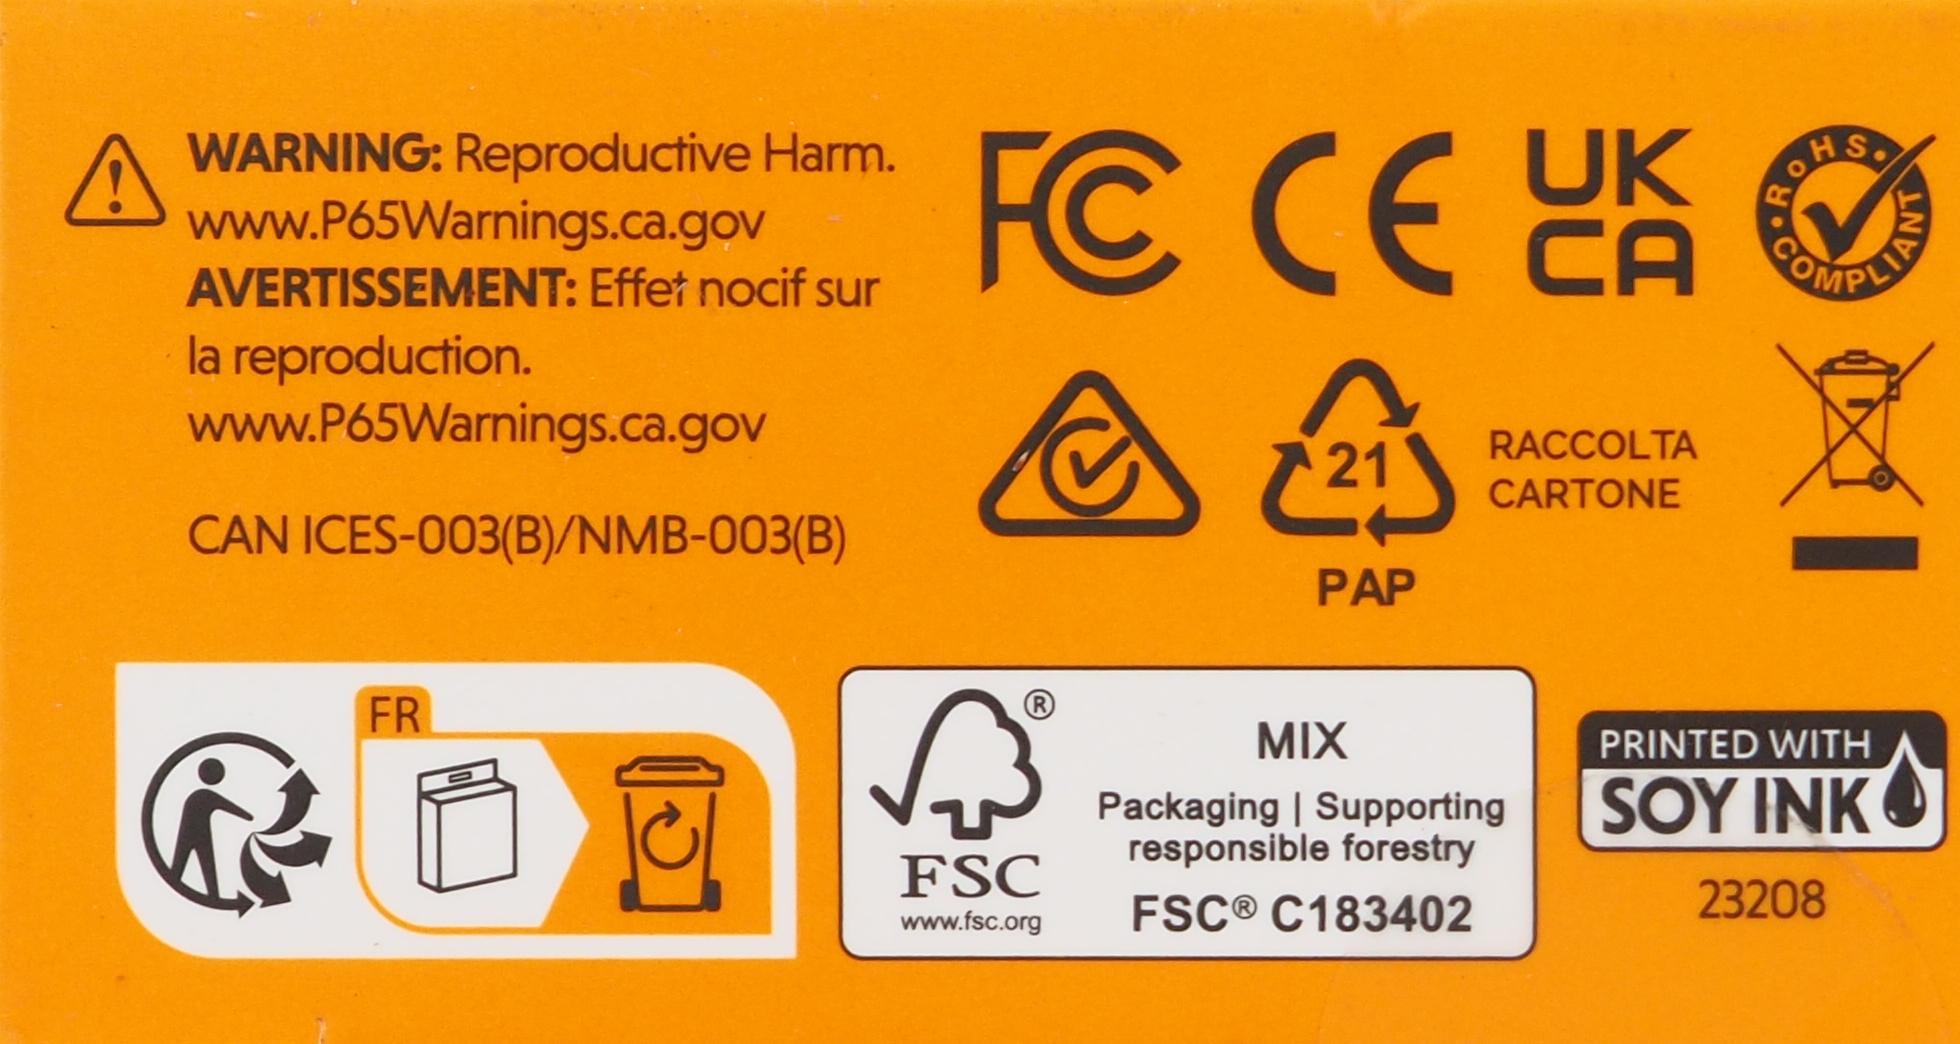 WARNING: Reproductive Harm.
www.P65Warnings.ca.gov
AVERTISSEMENT: Effet nocif sur
la reproduction.
www.P65Warnings.ca.gov
CAN ICES-003(B)/NMB-003(B)
FC CE UK
CA
RoHS
COMPLIANT
21
PAP
RACCOLTA
CARTONE
FR
FSC
®
www.fsc.org
MIX
Packaging | Supporting
responsible forestry
FSC® C183402
PRINTED WITH
SOY INK
23208